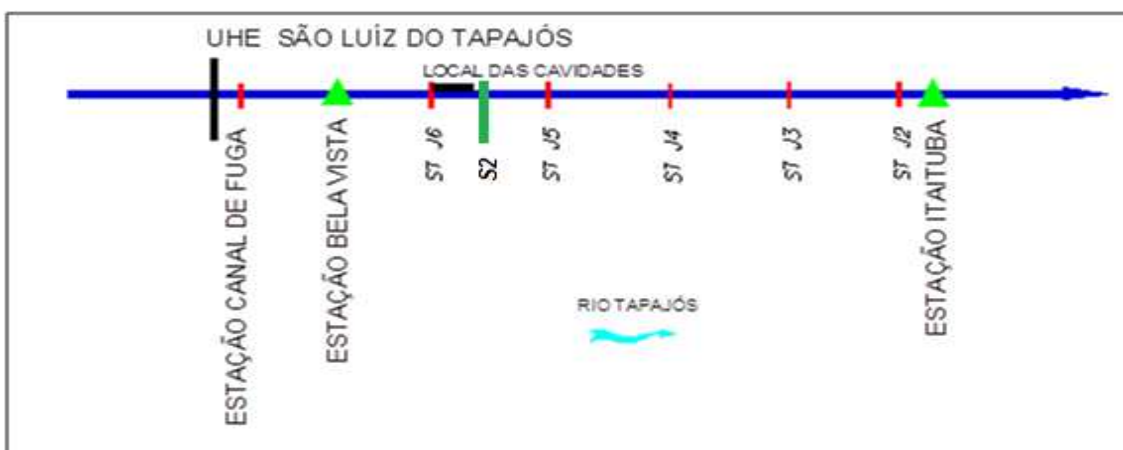 UHE SÃO LUÍZ DO TAPAJÓS
LOCAL DAS CAVIDADES
ESTAÇÃO CANAL DE FUGA
ESTAÇÃO BELA VISTA
ST J6
S2
ST J5
ST J4
ST J3
ST J2
ESTAÇÃO ITAITUBA
RIO TAPAJÓS